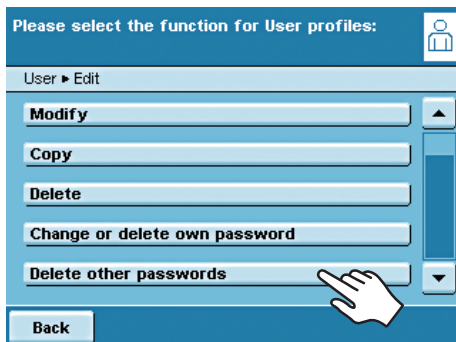 Please select the function for User profiles:
User ▸ Edit
Modify
Copy
Delete
Change or delete own password
Delete other passwords
Back